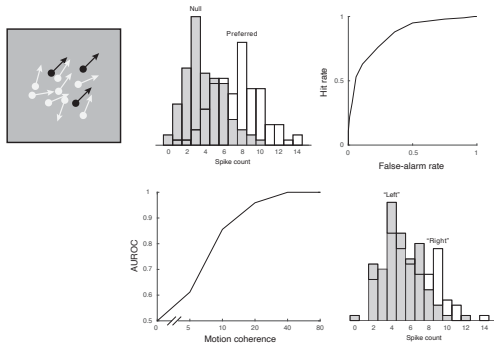 Null
Preferred
0 2 4 6 8 10 12 14
Spike count
1
0.5
0
Hit rate
0 0.5 1
False-alarm rate
1
0.9
0.8
0.7
0.6
0.5
AUROC
0 5 10 20 40 80
Motion coherence
"Left"
"Right"
0 2 4 6 8 10 12 14
Spike count